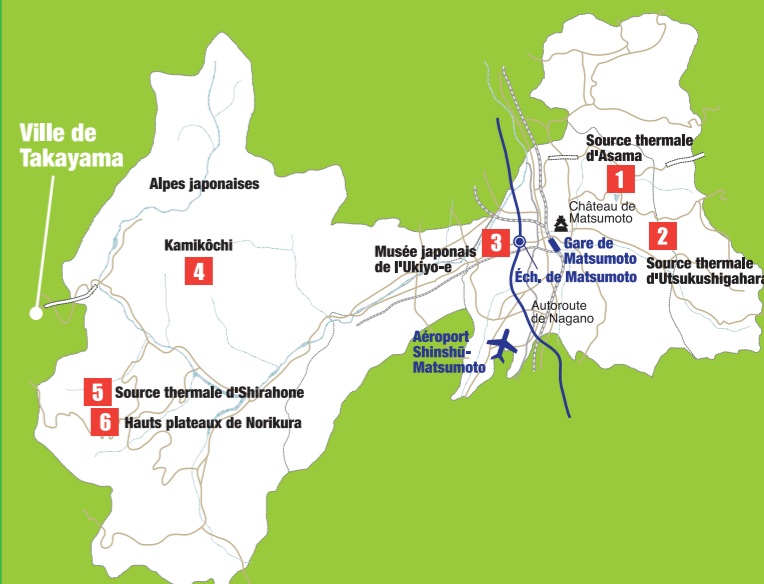 Ville de
Takayama
Alpes japonaises
Kamikōchi
4
5
Source thermale d'Shirahone
6
Hauts plateaux de Norikura
Musée japonais
de l'Ukiyo-e
3
Source thermale
d'Asama
1
Château de
Matsumoto
2
Gare de
Matsumoto
Source thermale
d'Utsukushigahara
Éch. de Matsumoto
Autoroute
de Nagano
Aéroport
Shinshū-
Matsumoto